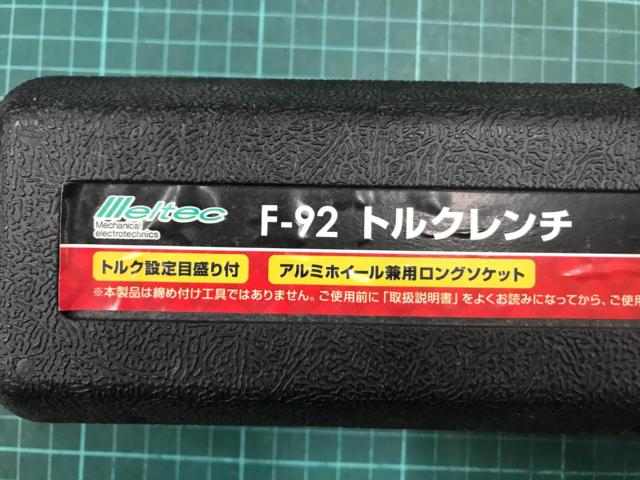 Meltec
Mechanical
electrotechnics
F-92 トルクレンチ
トルク設定目盛り付 アルミホイール兼用ロングソケット
※本製品は締め付け工具ではありません。ご使用前に「取扱説明書」をよくお読みになってから、ご使用